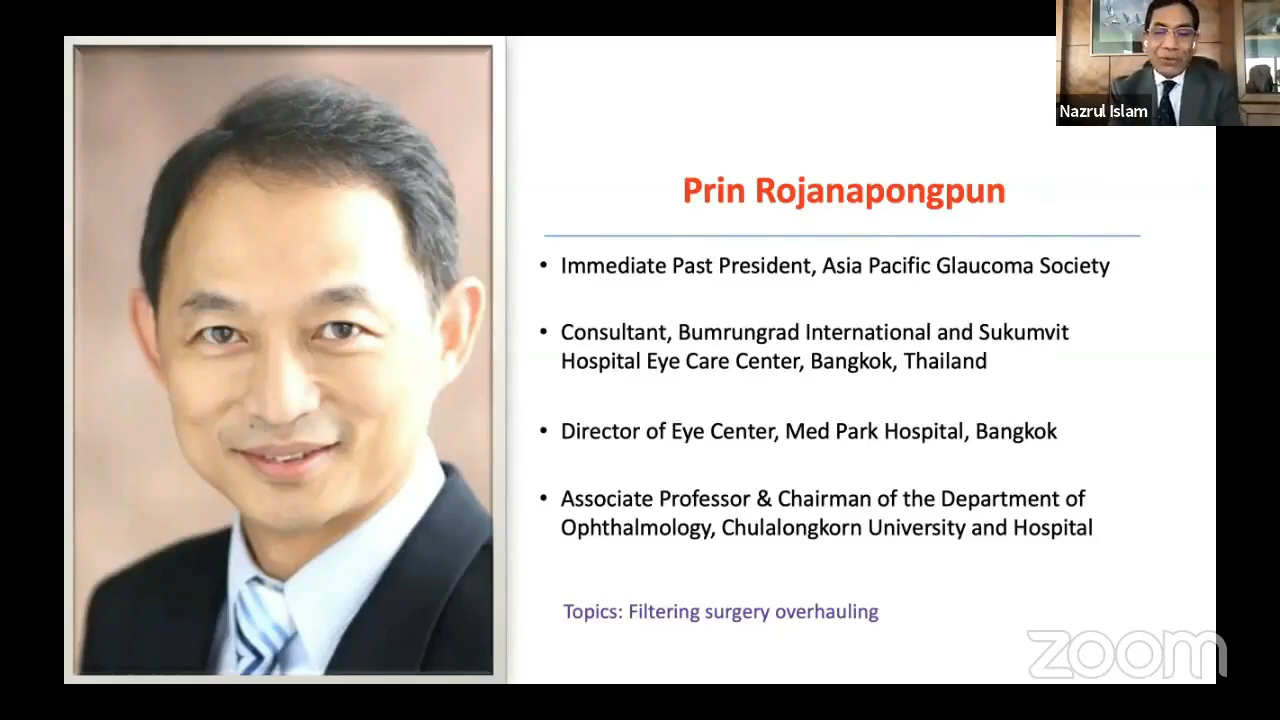 Nazrul Islam
Prin Rojanapongpun
• Immediate Past President, Asia Pacific Glaucoma Society
• Consultant, Bumrungrad International and Sukumvit
Hospital Eye Care Center, Bangkok, Thailand
• Director of Eye Center, Med Park Hospital, Bangkok
• Associate Professor & Chairman of the Department of
Ophthalmology, Chulalongkorn University and Hospital
Topics: Filtering surgery overhauling
zoom